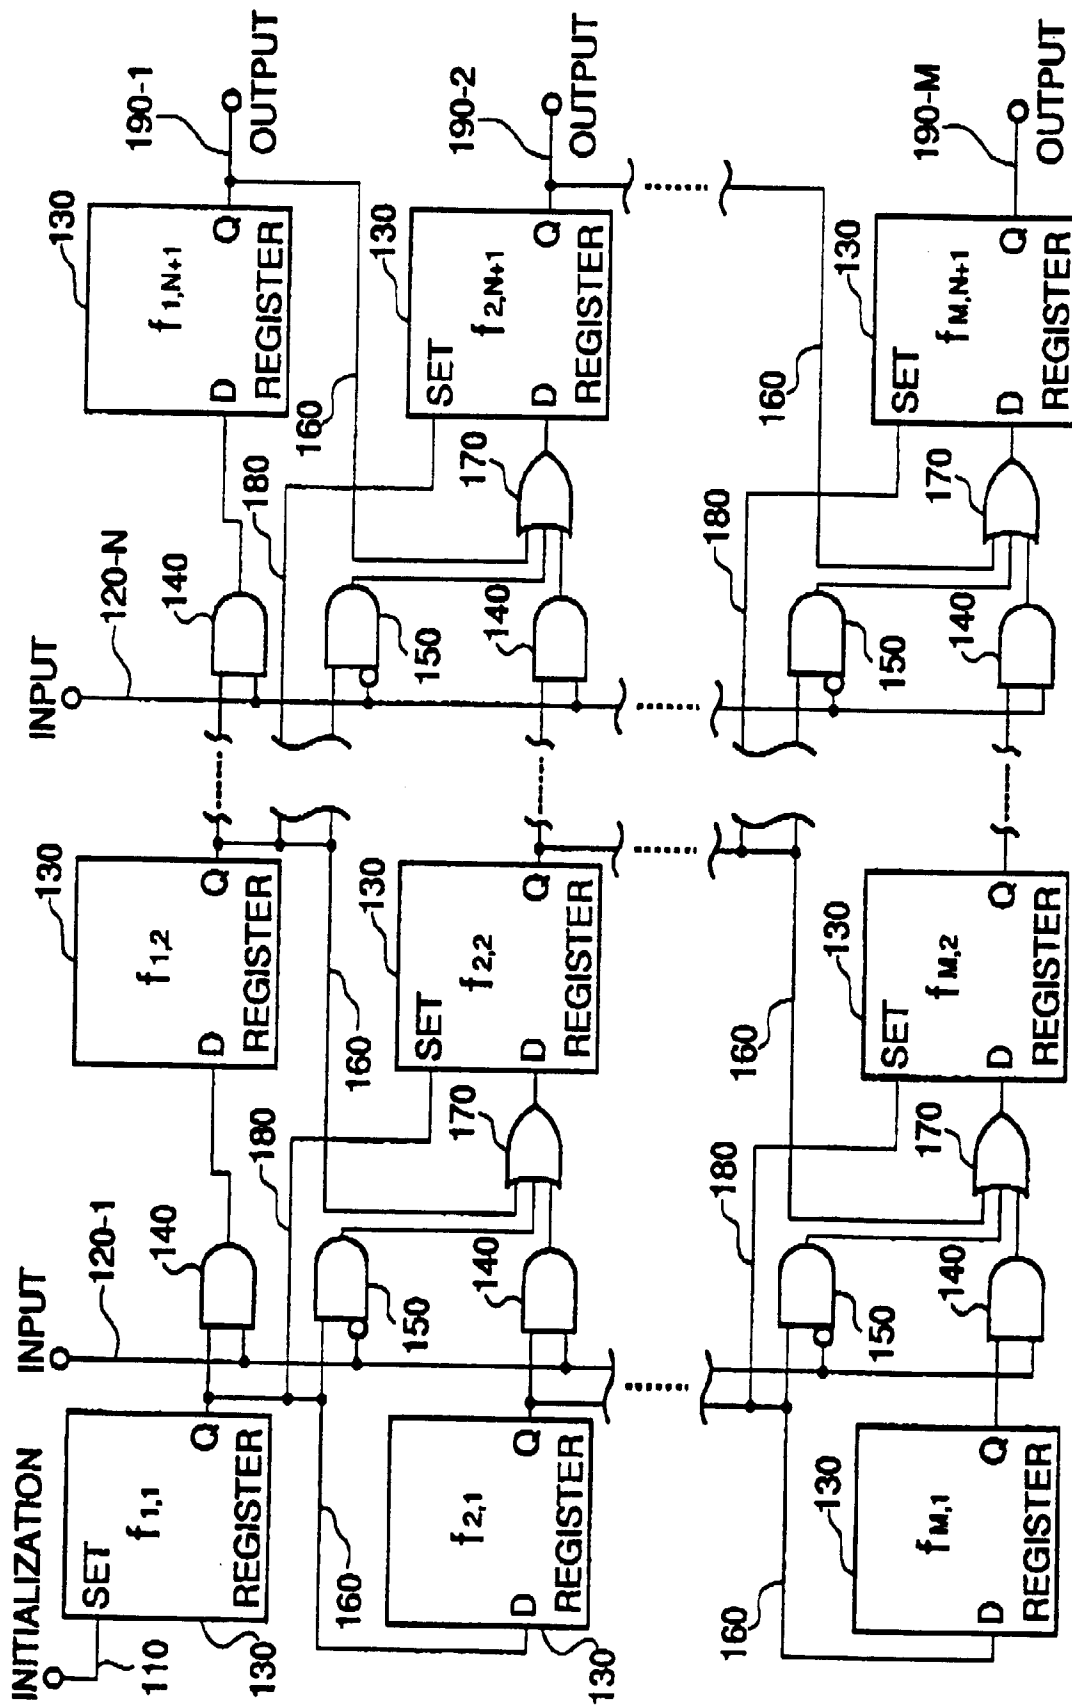 INITIALIZATION
110
SET
f1,1
Q
REGISTER
130
INPUT
120-1
140
130
f1,2
D
Q
REGISTER
INPUT
120-N
140
130
f1,N+1
D
Q
REGISTER
190-1
OUTPUT
160
180
150
160
180
150
160
f2,1
D
Q
REGISTER
130
140
170
130
SET
f2,2
D
Q
REGISTER
140
170
130
SET
f2,N+1
D
Q
REGISTER
190-2
OUTPUT
160
180
150
160
180
150
160
130
fM,1
D
Q
REGISTER
140
170
130
SET
fM,2
D
Q
REGISTER
140
170
130
SET
fM,N+1
D
Q
REGISTER
190-M
OUTPUT